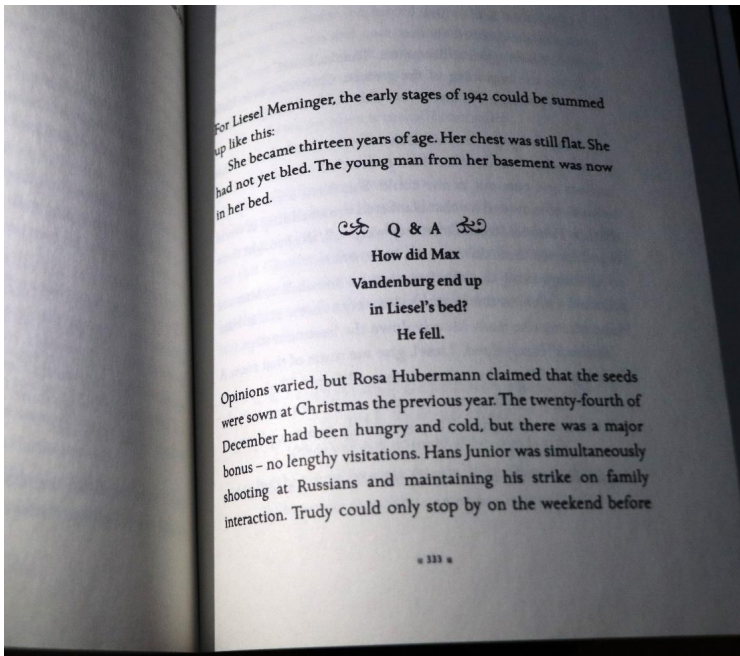 For Liesel Meminger, the early stages of 1942 could be summed
up like this:
She became thirteen years of age. Her chest was still flat. She
had not yet bled. The young man from her basement was now
in her bed.
Q & A
How did Max
Vandenburg end up
in Liesel's bed?
He fell.
Opinions varied, but Rosa Hubermann claimed that the seeds
were sown at Christmas the previous year. The twenty-fourth of
December had been hungry and cold, but there was a major
bonus – no lengthy visitations. Hans Junior was simultaneously
shooting at Russians and maintaining his strike on family
interaction. Trudy could only stop by on the weekend before
333